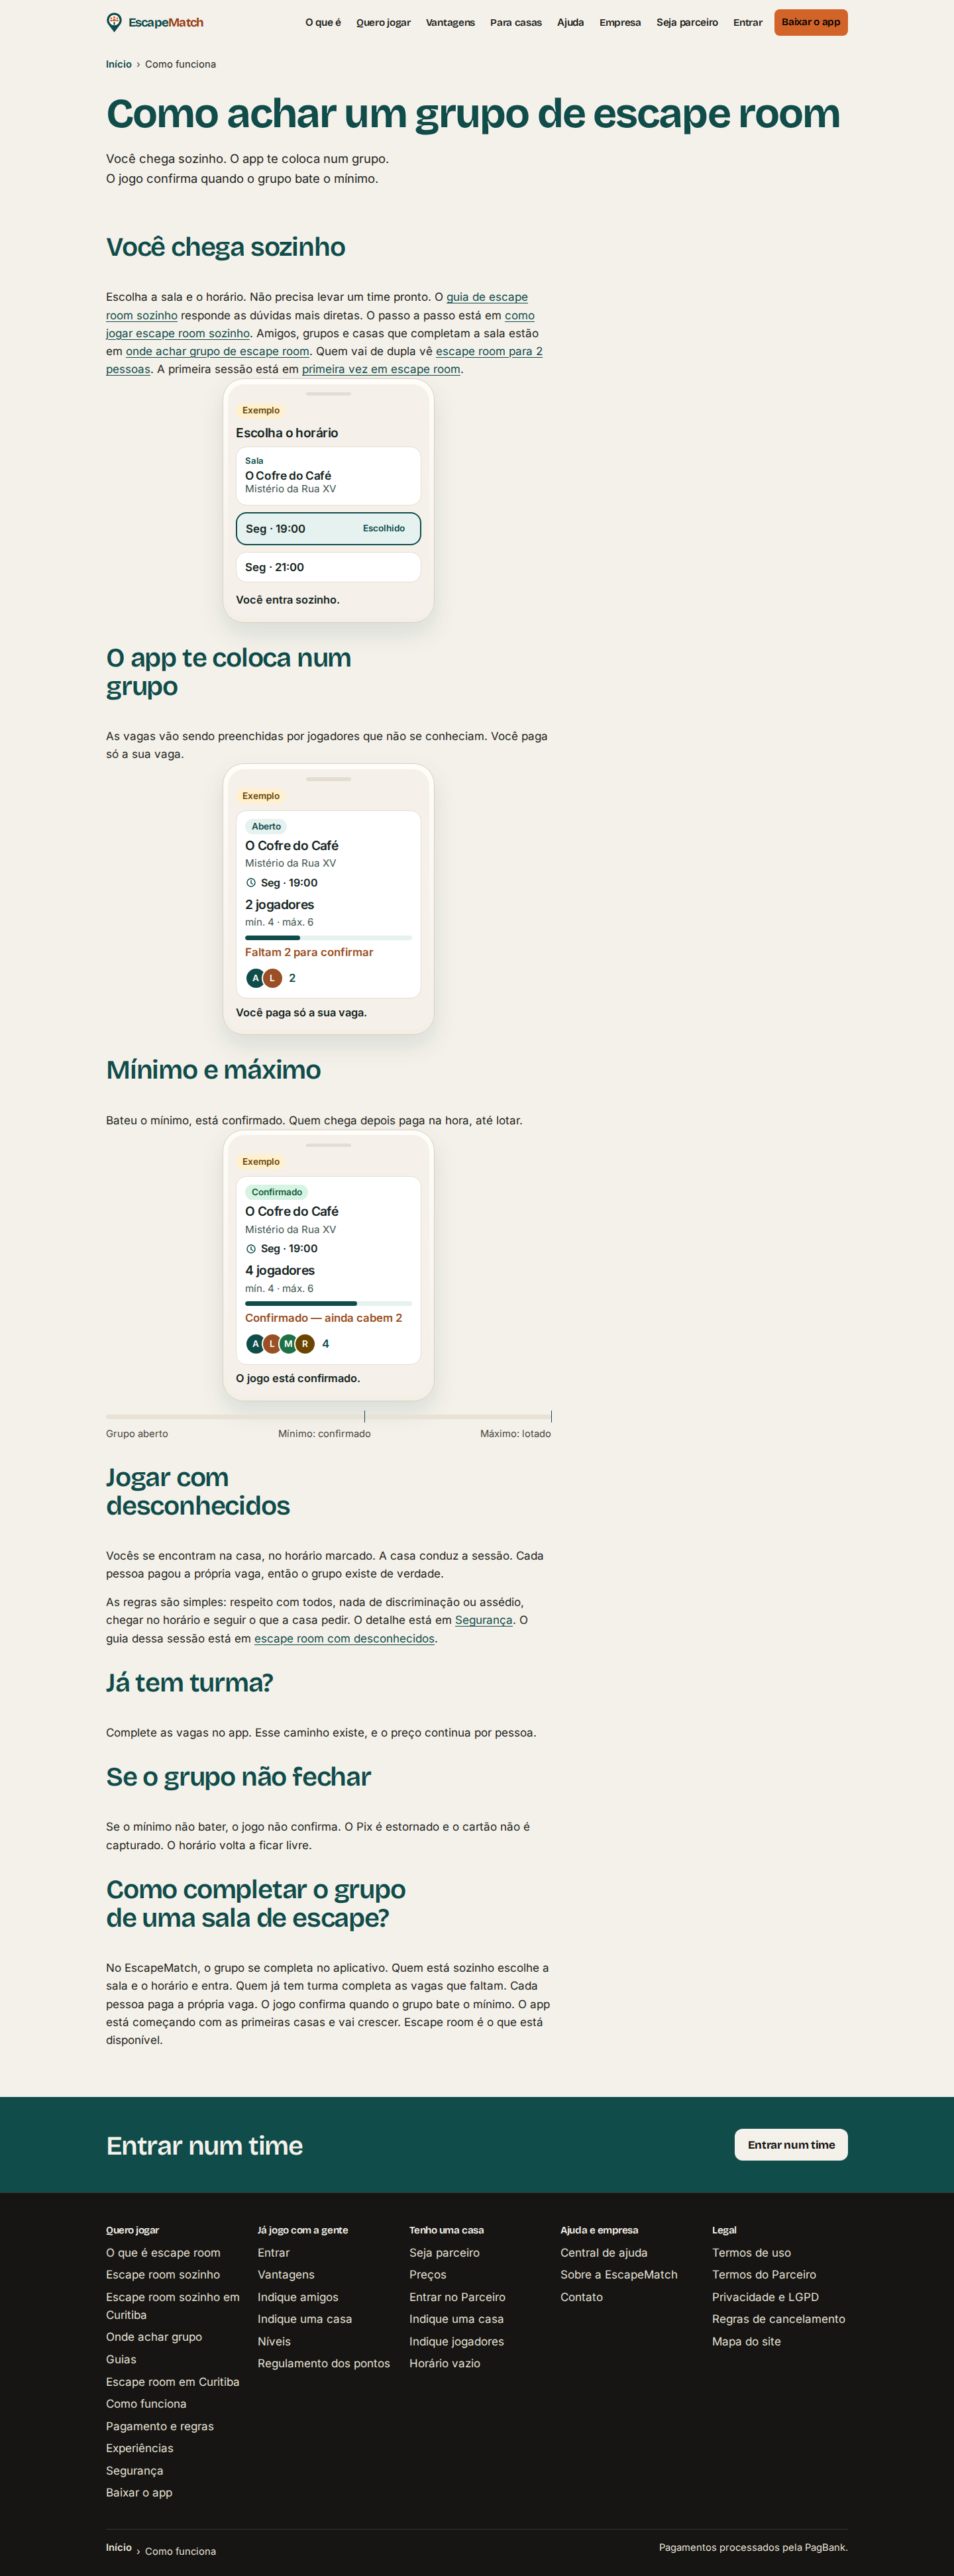 EscapeMatch
O que é
Quero jogar
Vantagens
Para casas
Ajuda
Empresa
Seja parceiro
Entrar
Baixar o app
Início › Como funciona
Como achar um grupo de escape room
Você chega sozinho. O app te coloca num grupo.
O jogo confirma quando o grupo bate o mínimo.
Você chega sozinho
Escolha a sala e o horário. Não precisa levar um time pronto. O guia de escape
room sozinho responde as dúvidas mais diretas. O passo a passo está em como
jogar escape room sozinho. Amigos, grupos e casas que completam a sala estão
em onde achar grupo de escape room. Quem vai de dupla vê escape room para 2
pessoas. A primeira sessão está em primeira vez em escape room.
Exemplo
Escolha o horário
Sala
O Cofre do Café
Mistério da Rua XV
Seg · 19:00 Escolhido
Seg · 21:00
Você entra sozinho.
O app te coloca num
grupo
As vagas vão sendo preenchidas por jogadores que não se conheciam. Você paga
só a sua vaga.
Exemplo
Aberto
O Cofre do Café
Mistério da Rua XV
Seg · 19:00
2 jogadores
mín. 4 · máx. 6
Faltam 2 para confirmar
A L 2
Você paga só a sua vaga.
Mínimo e máximo
Bateu o mínimo, está confirmado. Quem chega depois paga na hora, até lotar.
Exemplo
Confirmado
O Cofre do Café
Mistério da Rua XV
Seg · 19:00
4 jogadores
mín. 4 · máx. 6
Confirmado — ainda cabem 2
A L M R 4
O jogo está confirmado.
Grupo aberto Mínimo: confirmado Máximo: lotado
Jogar com
desconhecidos
Vocês se encontram na casa, no horário marcado. A casa conduz a sessão. Cada
pessoa pagou a própria vaga, então o grupo existe de verdade.
As regras são simples: respeito com todos, nada de discriminação ou assédio,
chegar no horário e seguir o que a casa pedir. O detalhe está em Segurança. O
guia dessa sessão está em escape room com desconhecidos.
Já tem turma?
Complete as vagas no app. Esse caminho existe, e o preço continua por pessoa.
Se o grupo não fechar
Se o mínimo não bater, o jogo não confirma. O Pix é estornado e o cartão não é
capturado. O horário volta a ficar livre.
Como completar o grupo
de uma sala de escape?
No EscapeMatch, o grupo se completa no aplicativo. Quem está sozinho escolhe a
sala e o horário e entra. Quem já tem turma completa as vagas que faltam. Cada
pessoa paga a própria vaga. O jogo confirma quando o grupo bate o mínimo. O app
está começando com as primeiras casas e vai crescer. Escape room é o que está
disponível.
Entrar num time
Entrar num time
Quero jogar
O que é escape room
Escape room sozinho
Escape room sozinho em
Curitiba
Onde achar grupo
Guias
Escape room em Curitiba
Como funciona
Pagamento e regras
Experiências
Segurança
Baixar o app
Já jogo com a gente
Entrar
Vantagens
Indique amigos
Indique uma casa
Níveis
Regulamento dos pontos
Tenho uma casa
Seja parceiro
Preços
Entrar no Parceiro
Indique uma casa
Indique jogadores
Horário vazio
Ajuda e empresa
Central de ajuda
Sobre a EscapeMatch
Contato
Legal
Termos de uso
Termos do Parceiro
Privacidade e LGPD
Regras de cancelamento
Mapa do site
Início › Como funciona
Pagamentos processados pela PagBank.